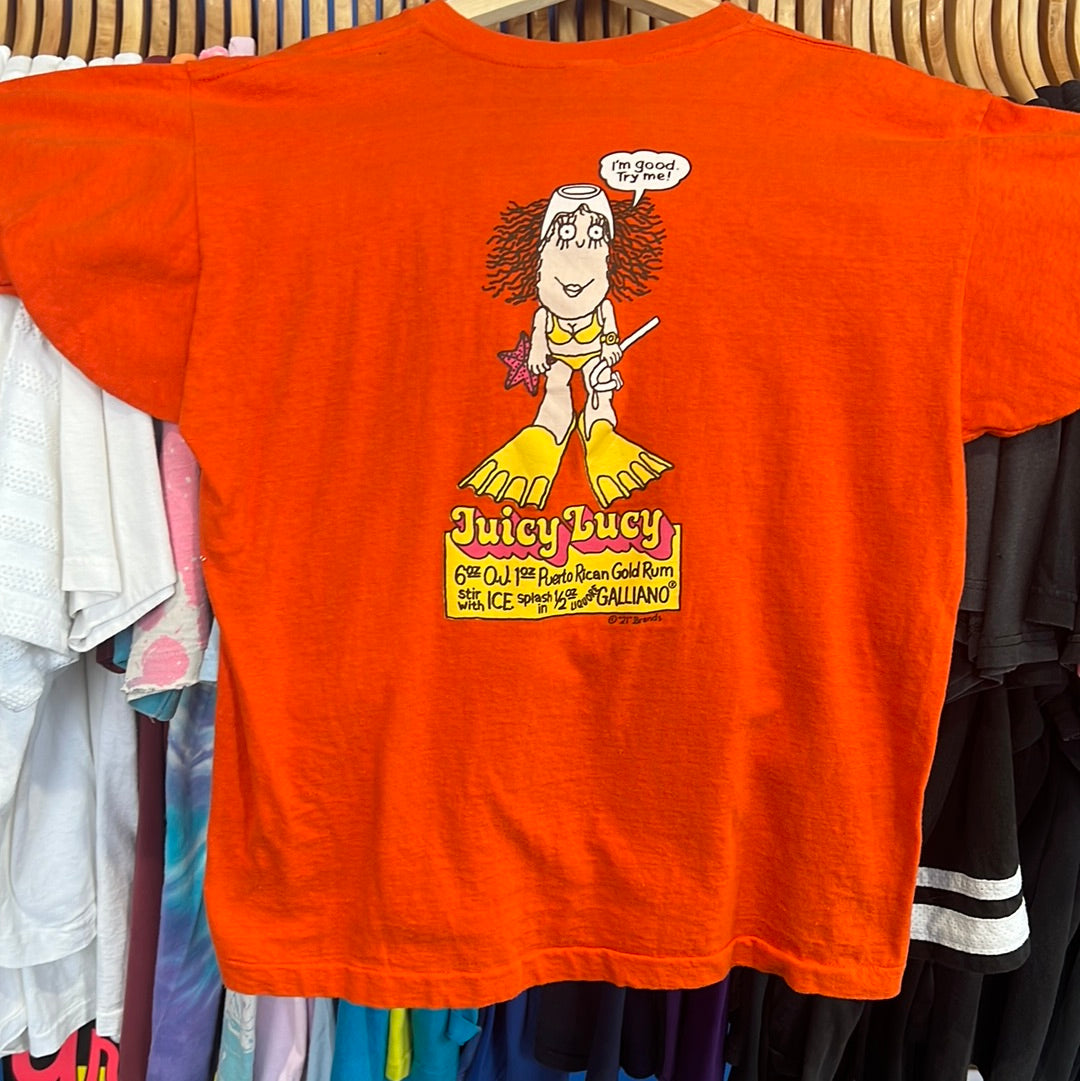 I'm good.
Try me!
Juicy Lucy
6oz O.J. 1oz Puerto Rican Gold Rum
Stir with ICE Splash in 1/2oz LIQUORE GALLIANO®
© "21" Brands